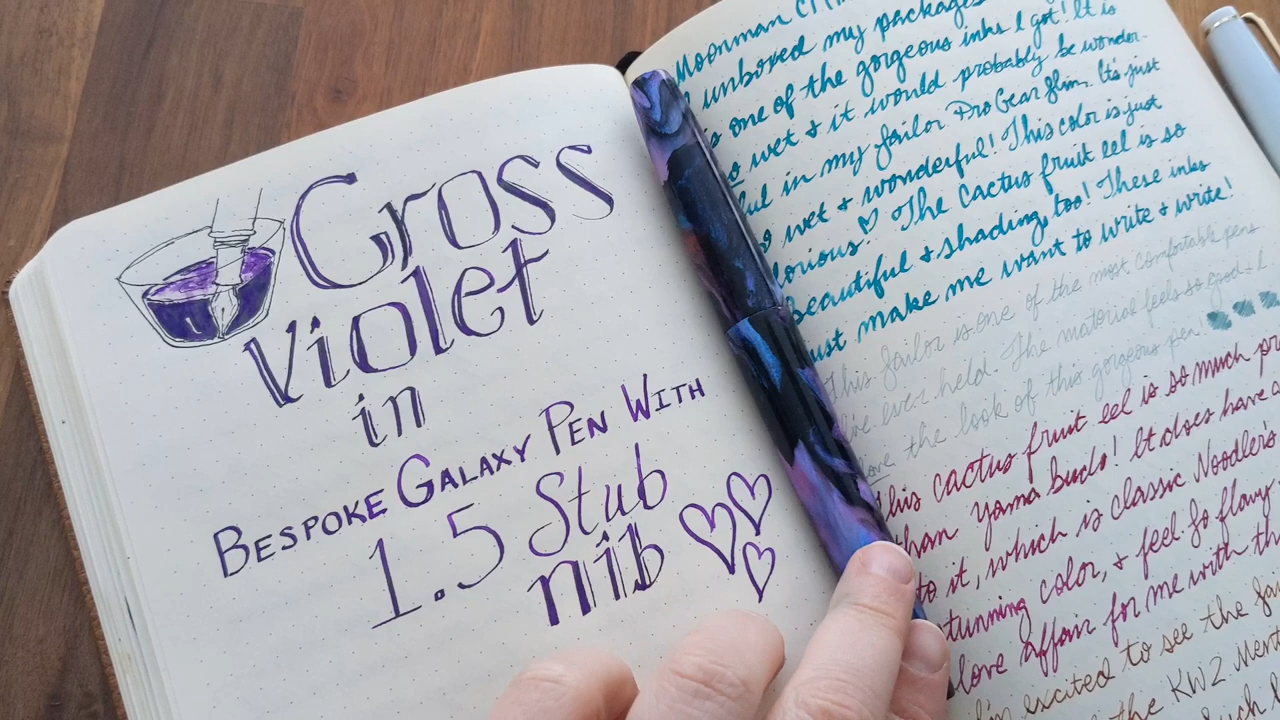 Gross
Violet
in
BESPOKE GALAXY PEN WITH
1.5 Stub
nib
Moonman
unboxed my packages
is one of the gorgeous inks I got! It is
wet & it would probably be wonder-
ful in my Sailor Pro Gear Slim. It's just
wet & wonderful! This color is just
glorious! The Cactus fruit eel is so
beautiful & shading, too! These inks
just make me want to write & write!
This Sailor is one of the most comfortable pens
I've ever held. The material feels so good & I
love the look of this gorgeous pen!
This cactus fruit eel is so much
than Yama budo! It does have
to it, which is classic Noodler's
stunning color, & feel so
love affair for me with
I'm excited to see the
the KWZ
such